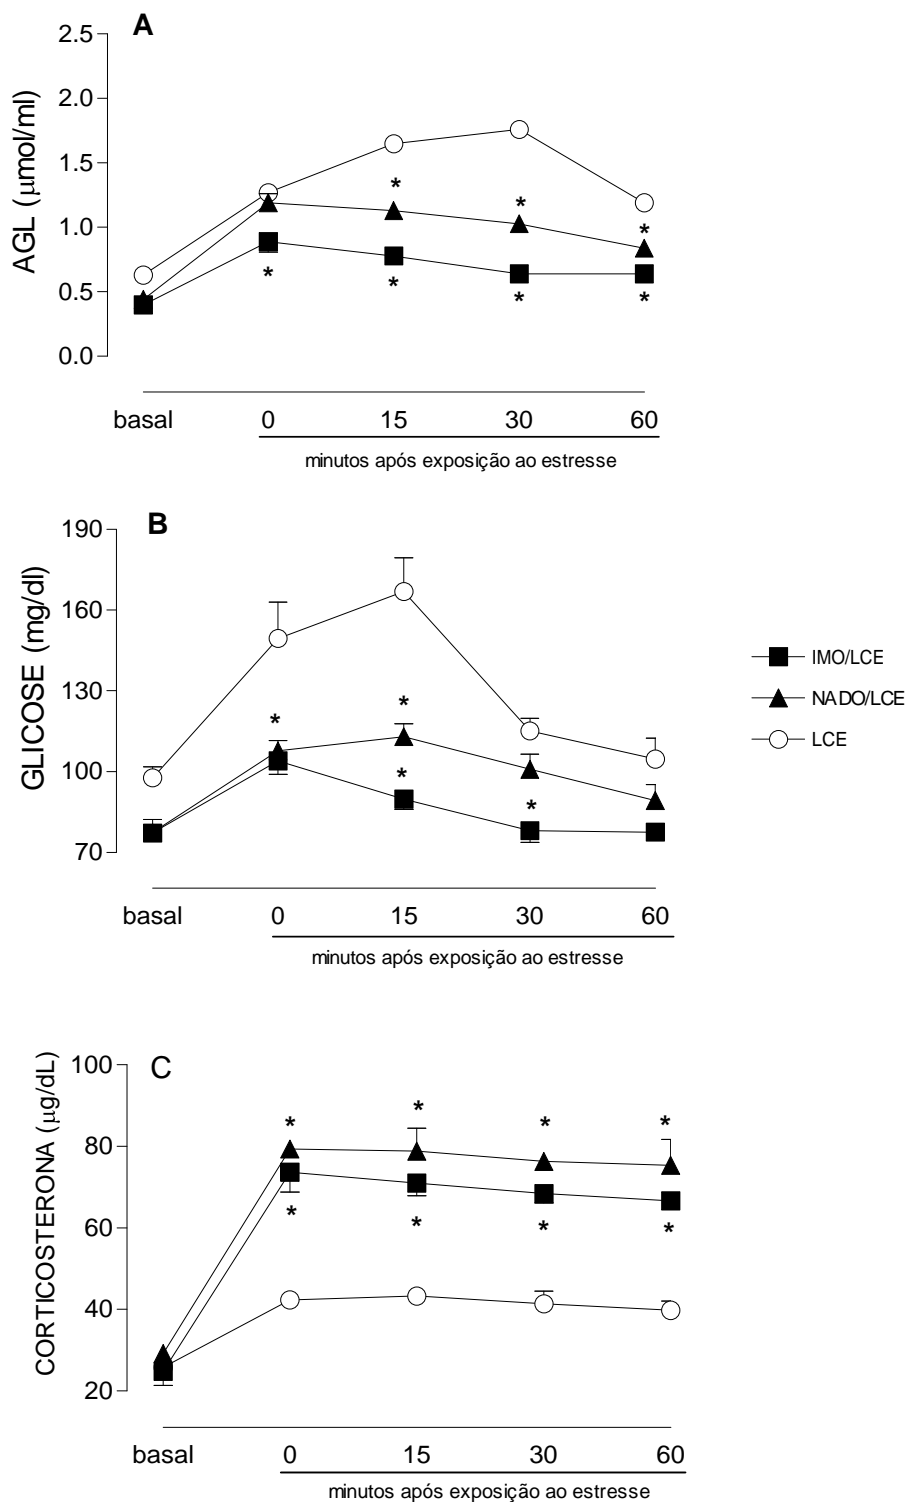 A
AGL (μmol/ml)
2.5
2.0
1.5
1.0
0.5
0.0
* * *
* * * *
basal 0 15 30 60
minutos após exposição ao estresse
B
GLICOSE (mg/dl)
190
160
130
100
70
* *
* *
IMO/LCE
NADO/LCE
LCE
basal 0 15 30 60
minutos após exposição ao estresse
C
CORTICOSTERONA (μg/dL)
100
80
60
40
20
* * * *
* * * *
basal 0 15 30 60
minutos após exposição ao estresse